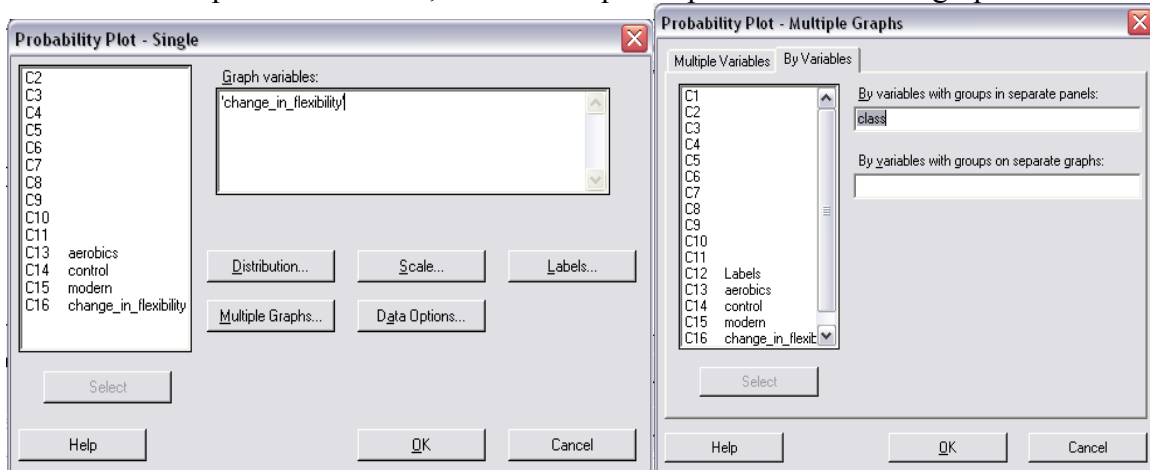 Probability Plot - Single
C2
C3
C4
C5
C6
C7
C8
C9
C10
C11
C13 aerobics
C14 control
C15 modern
C16 change_in_flexibility
Graph variables:
'change_in_flexibility'
Distribution...
Scale...
Labels...
Multiple Graphs...
Data Options...
Select
Help
OK
Cancel
Probability Plot - Multiple Graphs
Multiple Variables
By Variables
C1
C2
C3
C4
C5
C6
C7
C8
C9
C10
C11
C12 Labels
C13 aerobics
C14 control
C15 modern
C16 change_in_flexib
By variables with groups in separate panels:
class
By variables with groups on separate graphs:
Select
Help
OK
Cancel